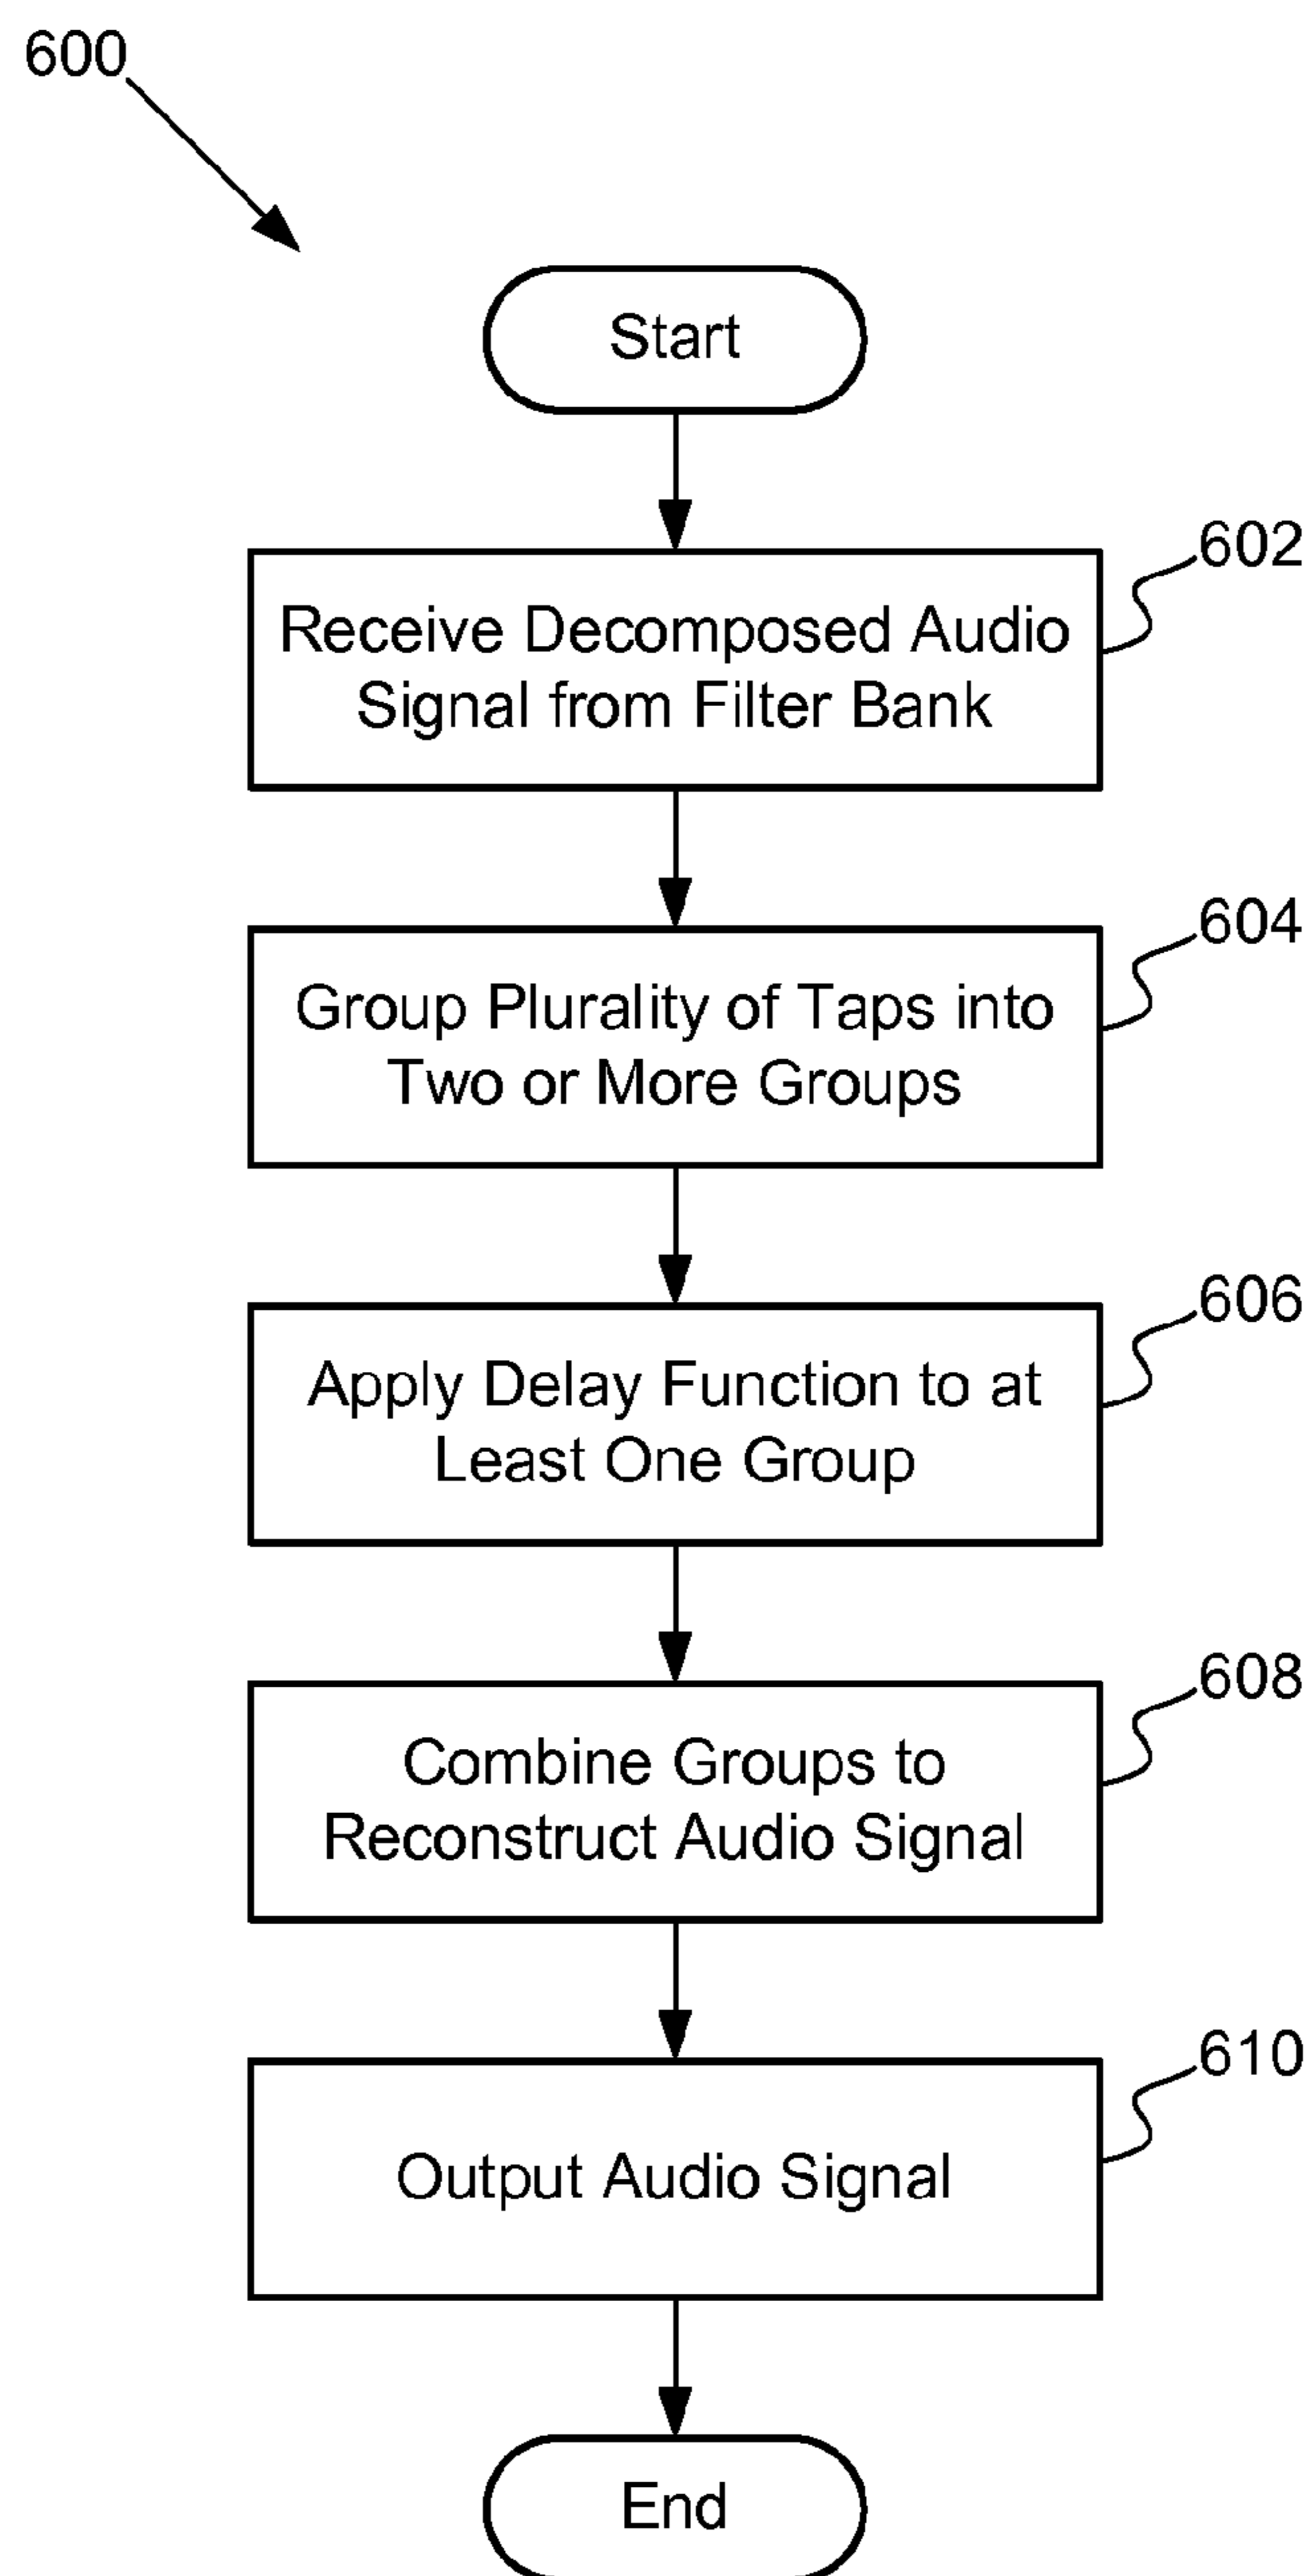 600
Start
602
Receive Decomposed Audio
Signal from Filter Bank
604
Group Plurality of Taps into
Two or More Groups
606
Apply Delay Function to at
Least One Group
608
Combine Groups to
Reconstruct Audio Signal
610
Output Audio Signal
End